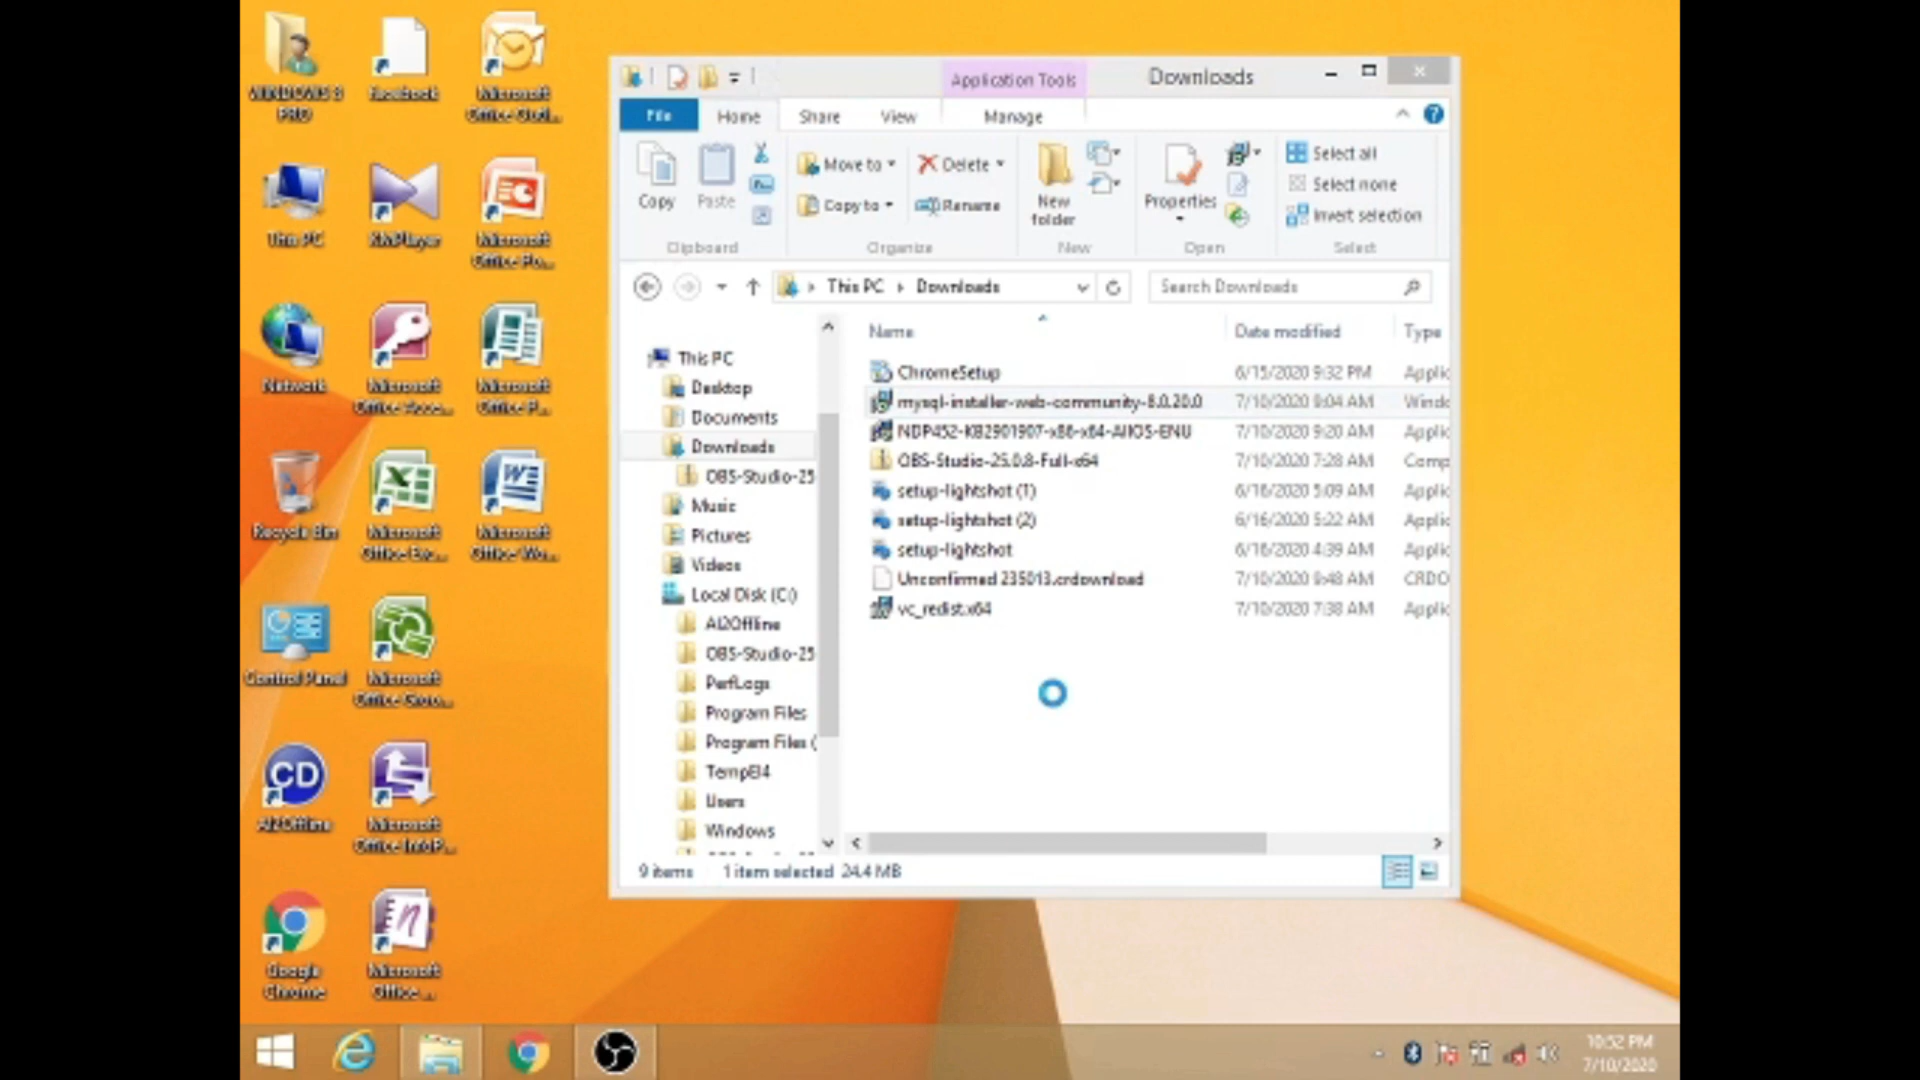 WINDOWS 8
PRO
Facebook
Microsoft
Office Outl...
This PC
KMPlayer
Microsoft
Office Po...
Network
Microsoft
Office Acce...
Microsoft
Office P...
Recycle Bin
Microsoft
Office Exc...
Microsoft
Office Wo...
Control Panel
Microsoft
Office Groo...
CD
AI2Offline
Microsoft
Office InfoP...
Google
Chrome
Microsoft
Office ...
Application Tools
Downloads
File
Home
Share
View
Manage
Copy
Paste
Move to
Copy to
Delete
Rename
New
folder
Properties
Select all
Select none
Invert selection
Clipboard
Organize
New
Open
Select
This PC
Downloads
Search Downloads
This PC
Desktop
Documents
Downloads
OBS-Studio-25
Music
Pictures
Videos
Local Disk (C:)
AI2Offline
OBS-Studio-25
PerfLogs
Program Files
Program Files (
TempEI4
Users
Windows
Name Date modified Type
ChromeSetup 6/15/2020 9:32 PM Applic
mysql-installer-web-community-8.0.20.0 7/10/2020 9:04 AM Windo
NDP452-KB2901907-x86-x64-AllOS-ENU 7/10/2020 9:20 AM Applic
OBS-Studio-25.0.8-Full-x64 7/10/2020 7:28 AM Comp
setup-lightshot (1) 6/16/2020 5:09 AM Applic
setup-lightshot (2) 6/16/2020 5:22 AM Applic
setup-lightshot 6/16/2020 4:39 AM Applic
Unconfirmed 235013.crdownload 7/10/2020 9:48 AM CRDO
vc_redist.x64 7/10/2020 7:38 AM Applic
9 items 1 item selected 24.4 MB
10:52 PM
7/10/2020